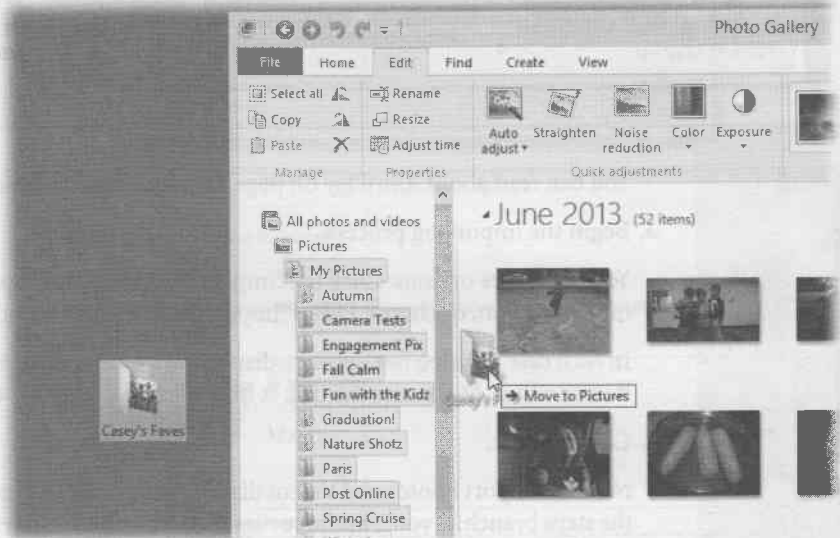 Photo Gallery
File Home Edit Find Create View
Select all
Copy
Paste
Manage
Rename
Resize
Adjust time
Properties
Auto adjust
Straighten
Noise reduction
Color
Exposure
Quick adjustments
All photos and videos
Pictures
My Pictures
Autumn
Camera Tests
Engagement Pix
Fall Calm
Fun with the Kidz
Graduation!
Nature Shotz
Paris
Post Online
Spring Cruise
June 2013 (52 items)
Move to Pictures
Casey's Faves